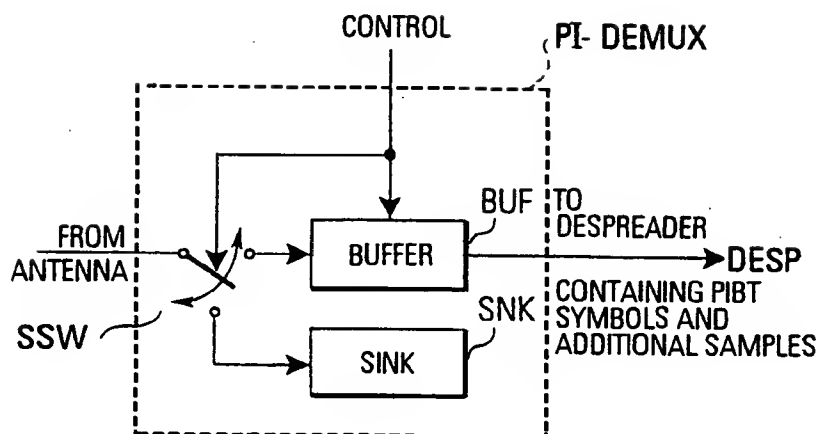 CONTROL
PI- DEMUX
FROM
ANTENNA
SSW
BUFFER
BUF
TO
DESPREADER
DESP
CONTAINING PIBT
SYMBOLS AND
ADDITIONAL SAMPLES
SNK
SINK